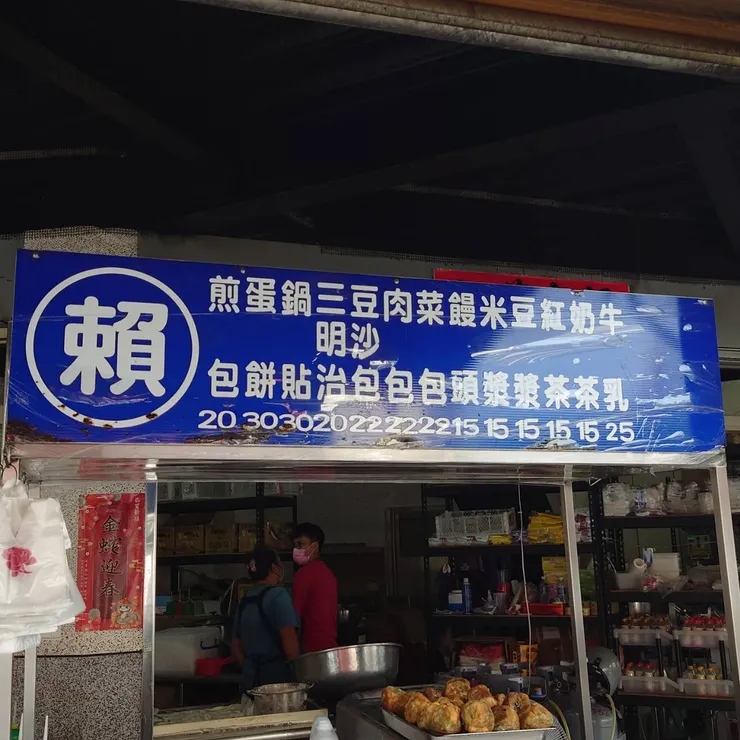 賴
煎包 20
蛋餅 30
鍋貼 30
三明治 20
豆沙包 22
肉包 22
菜包 22
饅頭 15
米漿 15
豆漿 15
紅茶 15
奶茶 15
牛乳 25
金蛇迎春